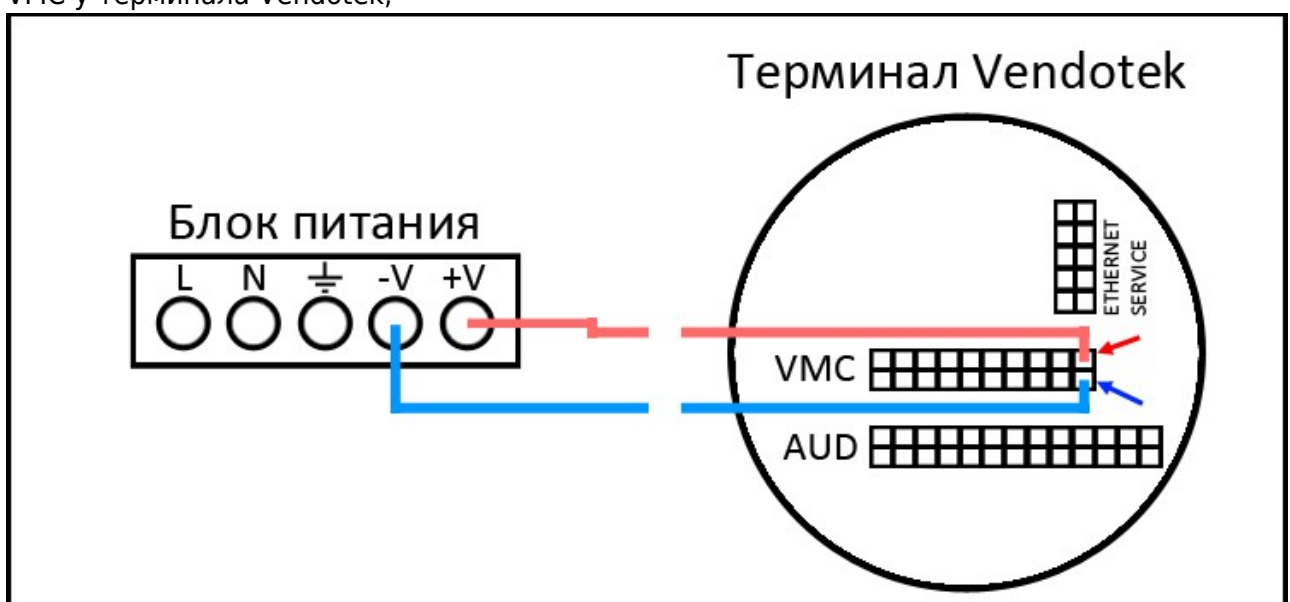 VMC у терминала Vendotek;
Терминал Vendotek
Блок питания
L N -V +V
ETHERNET
SERVICE
VMC
AUD